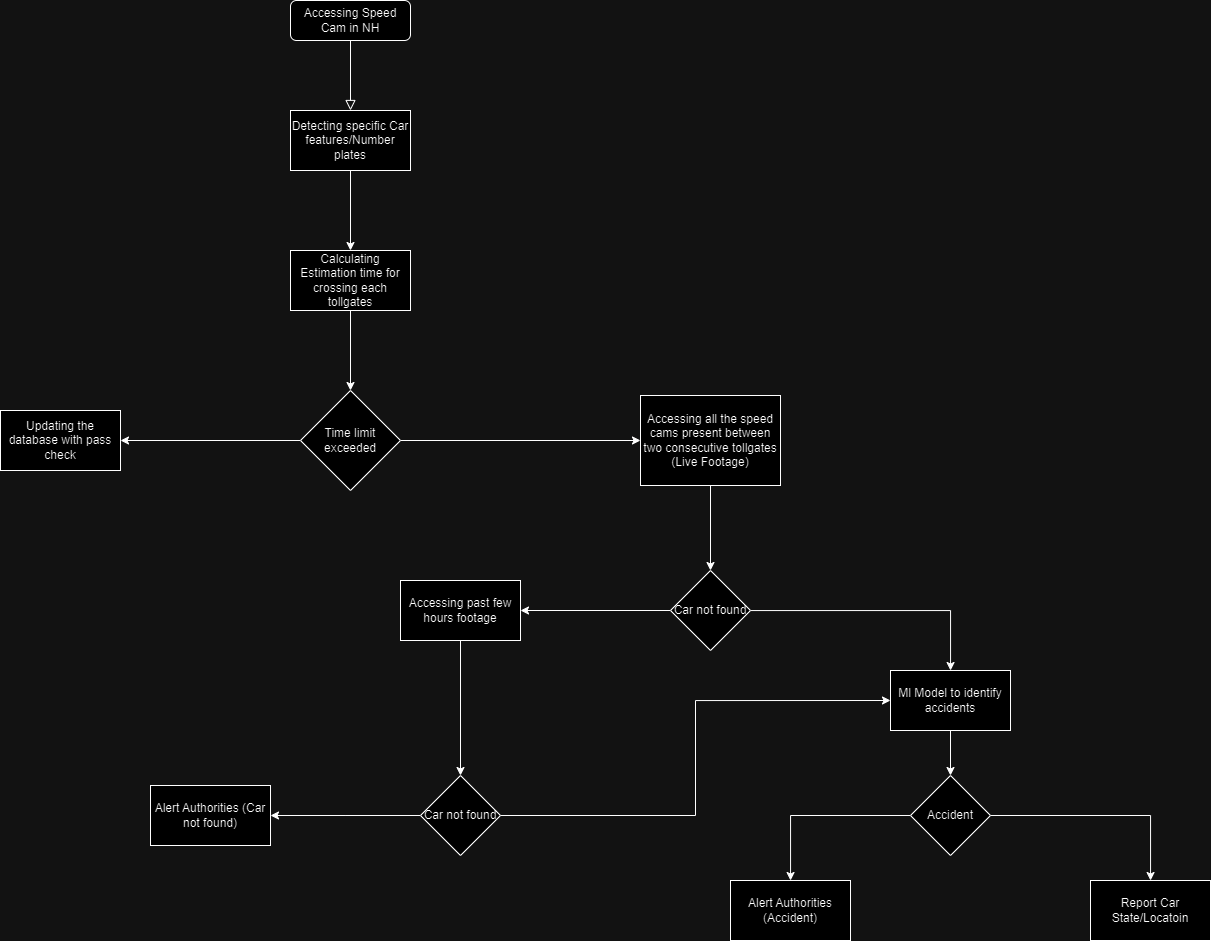 Accessing Speed
Cam in NH
Detecting specific Car
features/Number
plates
Calculating
Estimation time for
crossing each
tollgates
Updating the
database with pass
check
Time limit
exceeded
Accessing all the speed
cams present between
two consecutive tollgates
(Live Footage)
Accessing past few
hours footage
Car not found
Ml Model to identify
accidents
Alert Authorities (Car
not found)
Car not found
Accident
Alert Authorities
(Accident)
Report Car
State/Locatoin